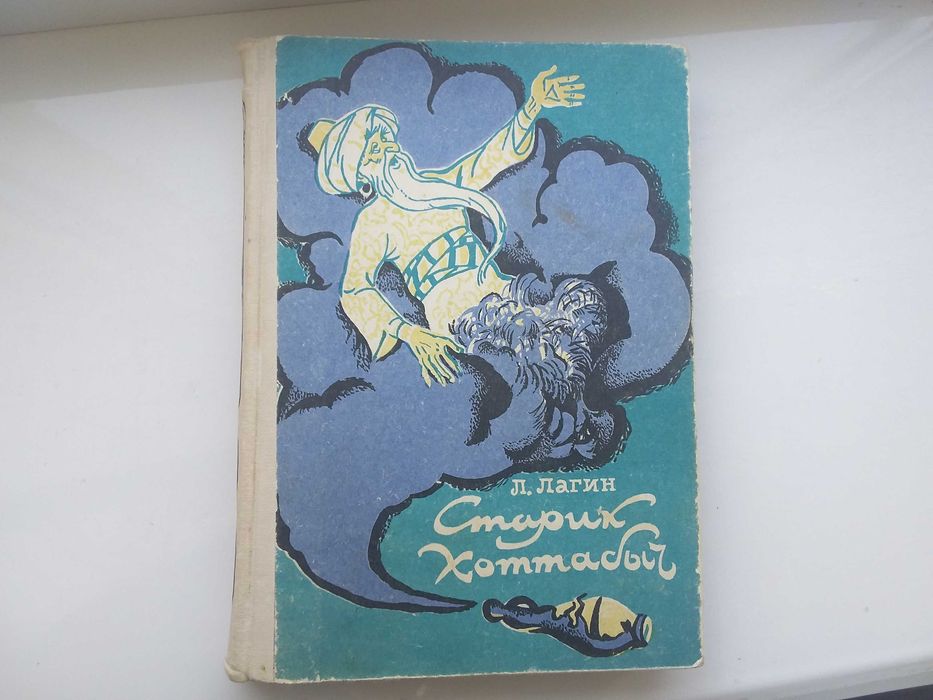 Л. Лагин
Старик
Хоттабыч